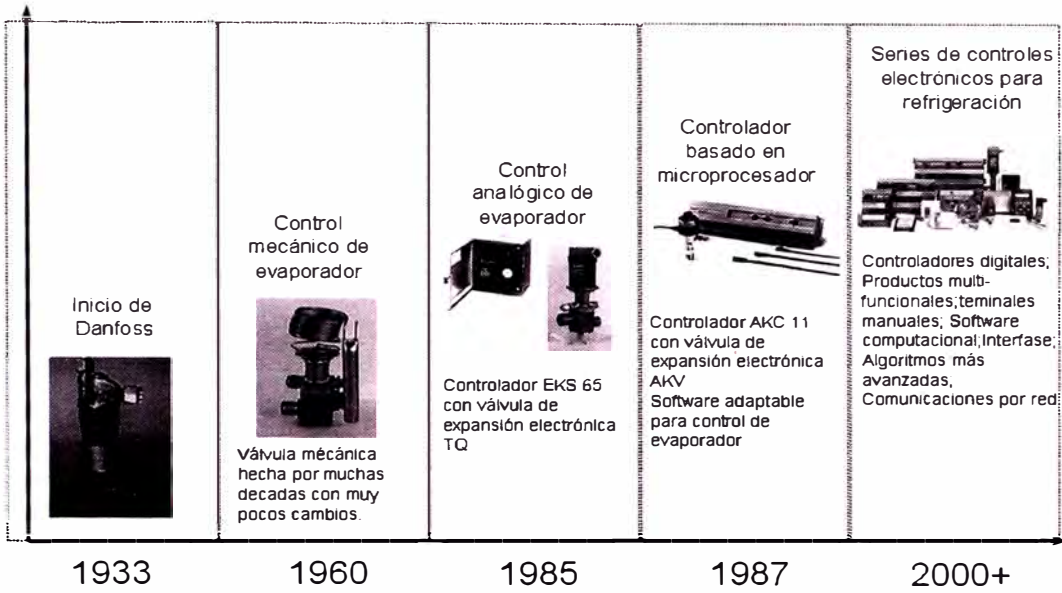 Inicio de
Danfoss
Control
mecánico de
evaporador
Válvula mécánica
hecha por muchas
decadas con muy
pocos cambios.
Control
analógico de
evaporador
Controlador EKS 65
con válvula de
expansión electrónica
TQ
Controlador
basado en
microprocesador
Controlador AKC 11
con válvula de
expansión electrónica
AKV
Software adaptable
para control de
evaporador
Series de controles
electrónicos para
refrigeración
Controladores digitales;
Productos multi-
funcionales;teminales
manuales; Software
computacional;Interfase;
Algoritmos más
avanzadas,
Comunicaciones por red
1933
1960
1985
1987
2000+